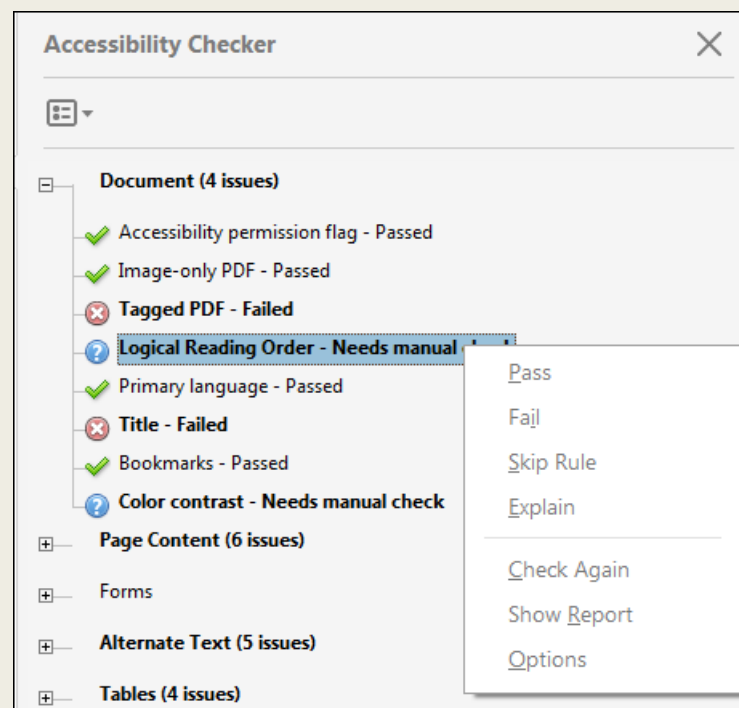 Accessibility Checker
Document (4 issues)
Accessibility permission flag - Passed
Image-only PDF - Passed
Tagged PDF - Failed
Logical Reading Order - Needs manual
Primary language - Passed
Title - Failed
Bookmarks - Passed
Color contrast - Needs manual check
Page Content (6 issues)
Forms
Alternate Text (5 issues)
Tables (4 issues)
Pass
Fail
Skip Rule
Explain
Check Again
Show Report
Options